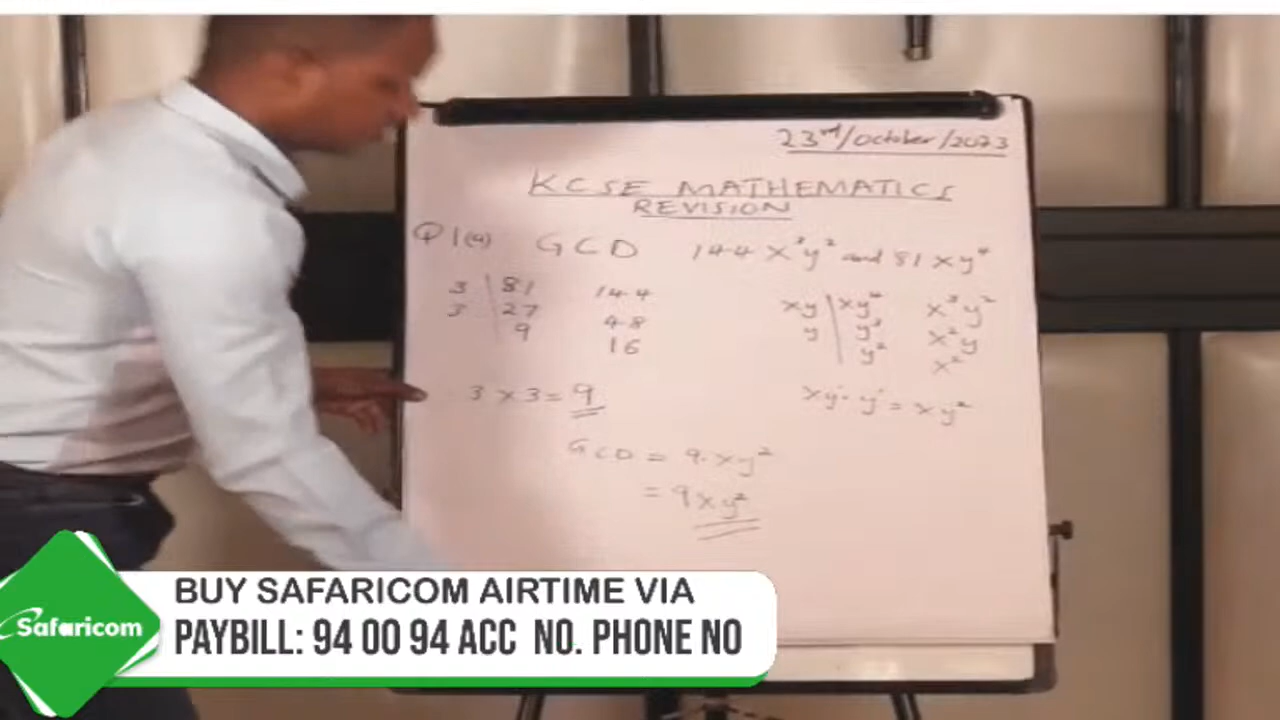 23rd/October/2023
KCSE MATHEMATICS
REVISION
Q1(a) GCD 144x³y² and 81xy⁴
3 | 81 144
3 | 27 48
9 16
xy | xy⁴ x³y²
y | y³ x²y
y² x²
3 × 3 = 9
xy · y = xy²
GCD = 9·xy²
= 9xy²
Safaricom
BUY SAFARICOM AIRTIME VIA
PAYBILL: 94 00 94 ACC NO. PHONE NO